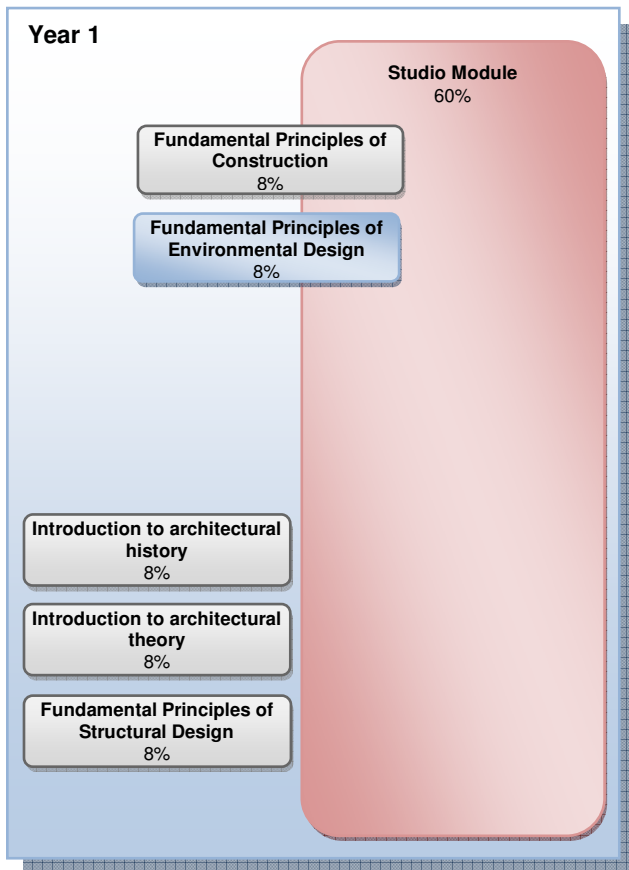 Year 1
Studio Module
60%
Fundamental Principles of
Construction
8%
Fundamental Principles of
Environmental Design
8%
Introduction to architectural
history
8%
Introduction to architectural
theory
8%
Fundamental Principles of
Structural Design
8%